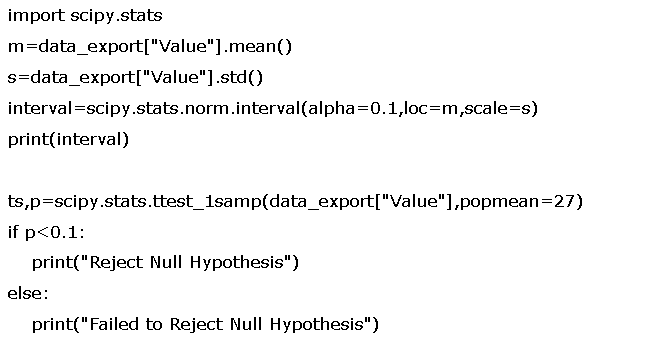 import scipy.stats
m=data_export["Value"].mean()
s=data_export["Value"].std()
interval=scipy.stats.norm.interval(alpha=0.1,loc=m,scale=s)
print(interval)

ts,p=scipy.stats.ttest_1samp(data_export["Value"],popmean=27)
if p<0.1:
    print("Reject Null Hypothesis")
else:
    print("Failed to Reject Null Hypothesis")